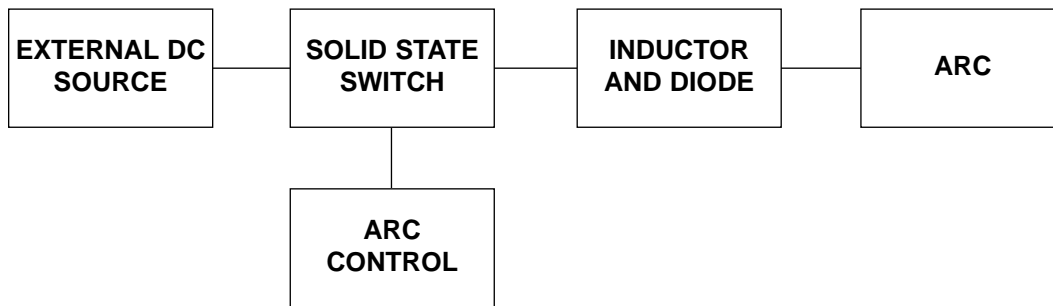 EXTERNAL DC
SOURCE
SOLID STATE
SWITCH
INDUCTOR
AND DIODE
ARC
ARC
CONTROL